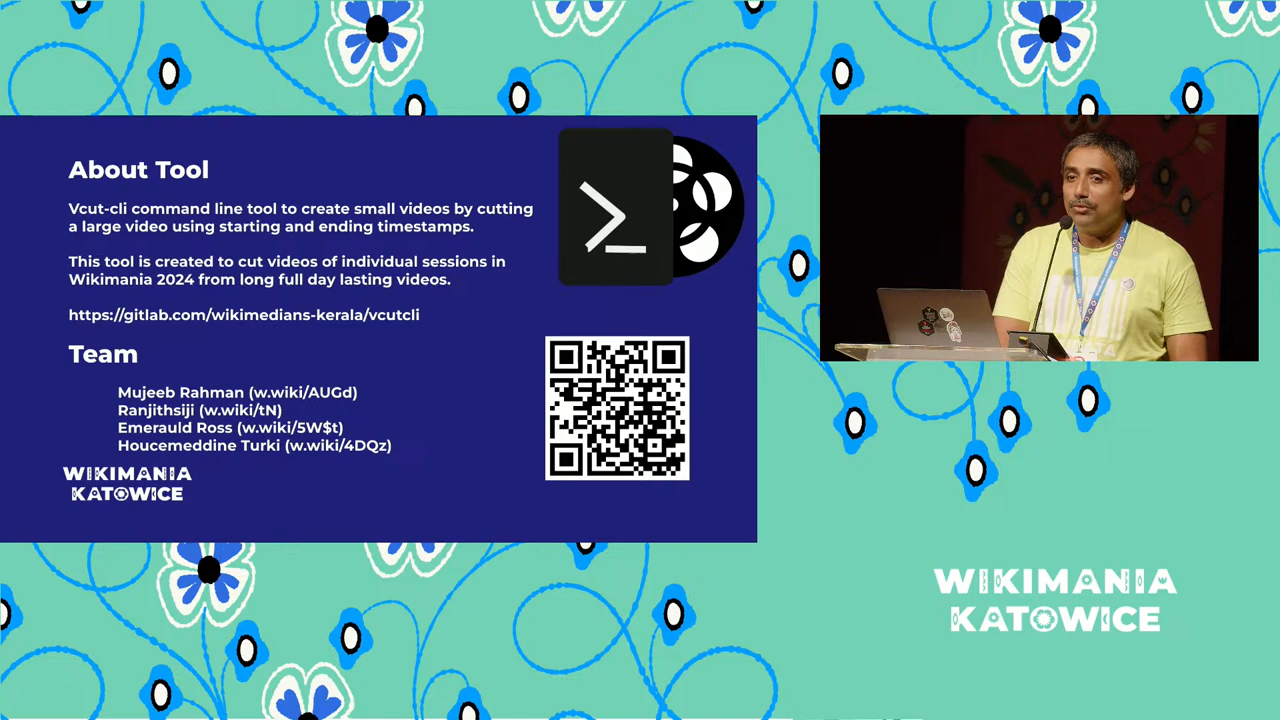 About Tool
Vcut-cli command line tool to create small videos by cutting
a large video using starting and ending timestamps.
This tool is created to cut videos of individual sessions in
Wikimania 2024 from long full day lasting videos.
https://gitlab.com/wikimedians-kerala/vcutcli
Team
Mujeeb Rahman (w.wiki/AUGd)
Ranjithsiji (w.wiki/tN)
Emerauld Ross (w.wiki/5W$t)
Houcemeddine Turki (w.wiki/4DQz)
WIKIMANIA
KATOWICE
WIKIMANIA
KATOWICE